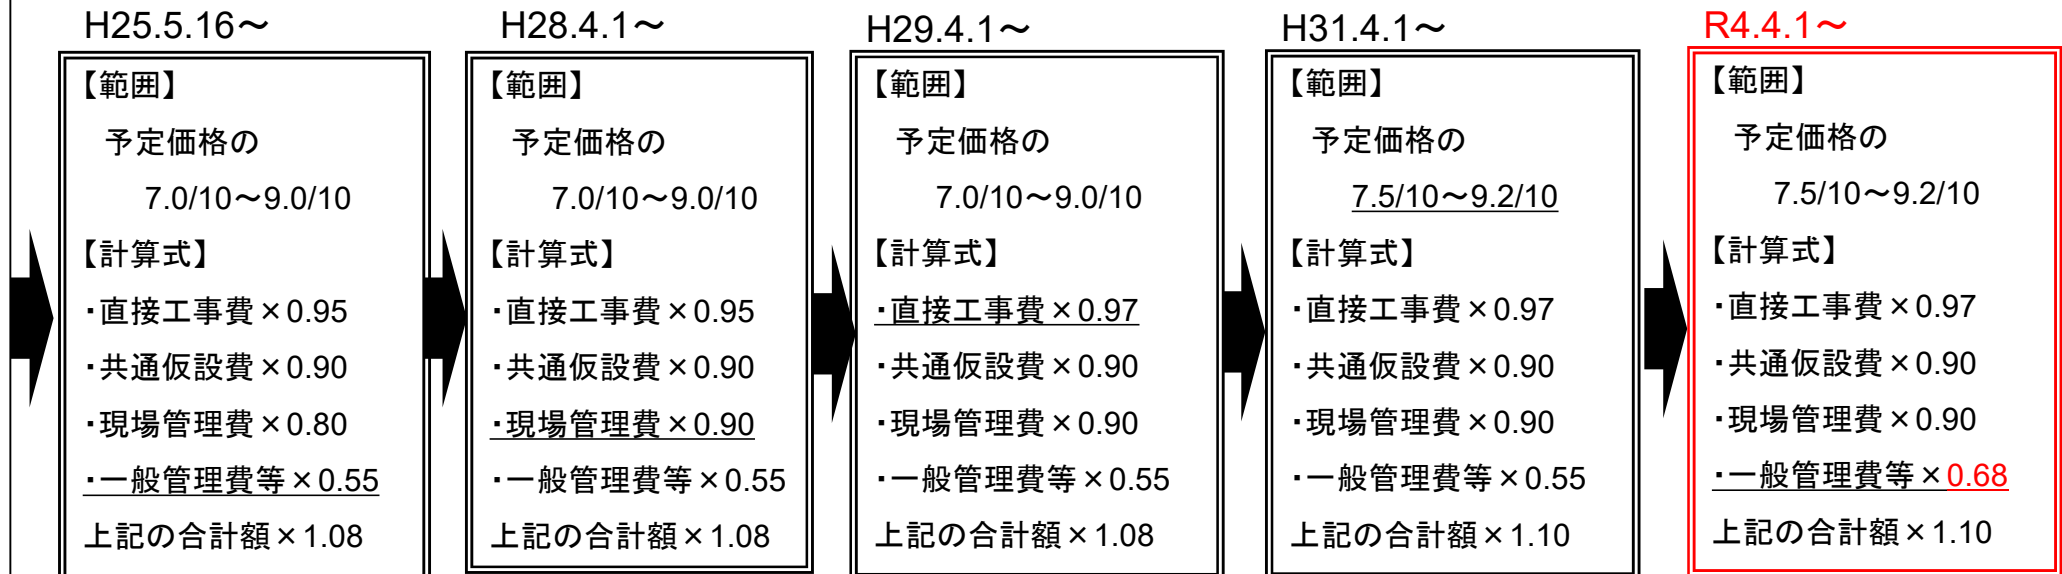 H25.5.16～
【範囲】
予定価格の
7.0/10～9.0/10
【計算式】
・直接工事費×0.95
・共通仮設費×0.90
・現場管理費×0.80
・一般管理費等×0.55
上記の合計額×1.08
H28.4.1～
【範囲】
予定価格の
7.0/10～9.0/10
【計算式】
・直接工事費×0.95
・共通仮設費×0.90
・現場管理費×0.90
・一般管理費等×0.55
上記の合計額×1.08
H29.4.1～
【範囲】
予定価格の
7.0/10～9.0/10
【計算式】
・直接工事費×0.97
・共通仮設費×0.90
・現場管理費×0.90
・一般管理費等×0.55
上記の合計額×1.08
H31.4.1～
【範囲】
予定価格の
7.5/10～9.2/10
【計算式】
・直接工事費×0.97
・共通仮設費×0.90
・現場管理費×0.90
・一般管理費等×0.55
上記の合計額×1.10
R4.4.1～
【範囲】
予定価格の
7.5/10～9.2/10
【計算式】
・直接工事費×0.97
・共通仮設費×0.90
・現場管理費×0.90
・一般管理費等×0.68
上記の合計額×1.10